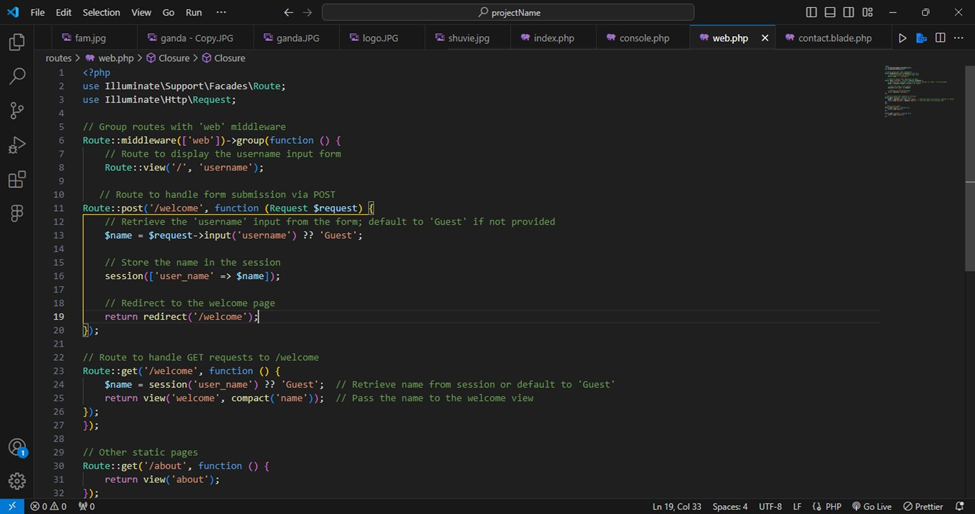 File Edit Selection View Go Run ··· projectName
fam.jpg ganda - Copy.JPG ganda.JPG logo.JPG shuvie.jpg index.php console.php web.php contact.blade.php
routes > web.php > Closure > Closure
1 <?php
2 use Illuminate\Support\Facades\Route;
3 use Illuminate\Http\Request;
4
5 // Group routes with 'web' middleware
6 Route::middleware(['web'])->group(function () {
7 // Route to display the username input form
8 Route::view('/', 'username');
9
10 // Route to handle form submission via POST
11 Route::post('/welcome', function (Request $request) {
12 // Retrieve the 'username' input from the form; default to 'Guest' if not provided
13 $name = $request->input('username') ?? 'Guest';
14
15 // Store the name in the session
16 session(['user_name' => $name]);
17
18 // Redirect to the welcome page
19 return redirect('/welcome');
20 });
21
22 // Route to handle GET requests to /welcome
23 Route::get('/welcome', function () {
24 $name = session('user_name') ?? 'Guest'; // Retrieve name from session or default to 'Guest'
25 return view('welcome', compact('name')); // Pass the name to the welcome view
26 });
27 });
28
29 // Other static pages
30 Route::get('/about', function () {
31 return view('about');
32 });
1
0 0 0 Ln 19, Col 33 Spaces: 4 UTF-8 LF PHP Go Live Prettier